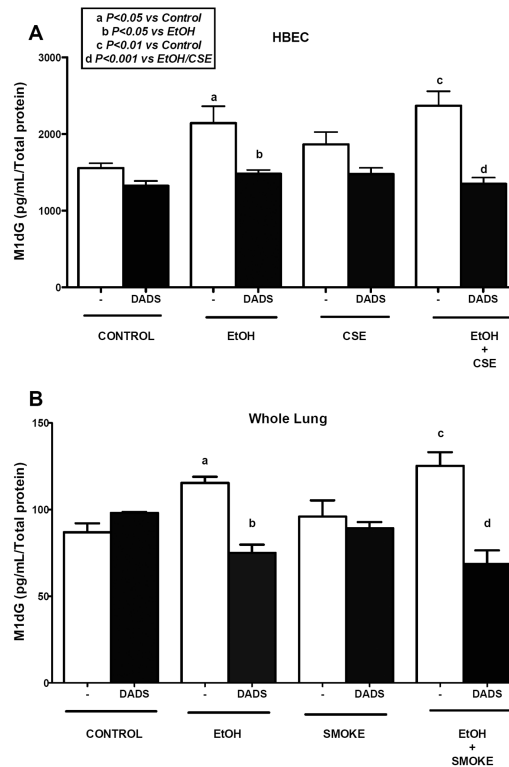 A
a P<0.05 vs Control
b P<0.05 vs EtOH
c P<0.01 vs Control
d P<0.001 vs EtOH/CSE
HBEC
M1dG (pg/mL/Total protein)
3000
2000
1000
0
a
b
c
d
- DADS - DADS - DADS - DADS
CONTROL EtOH CSE EtOH
+
CSE
B
Whole Lung
M1dG (pg/mL/Total protein)
150
100
50
0
a
b
c
d
- DADS - DADS - DADS - DADS
CONTROL EtOH SMOKE EtOH
+
SMOKE